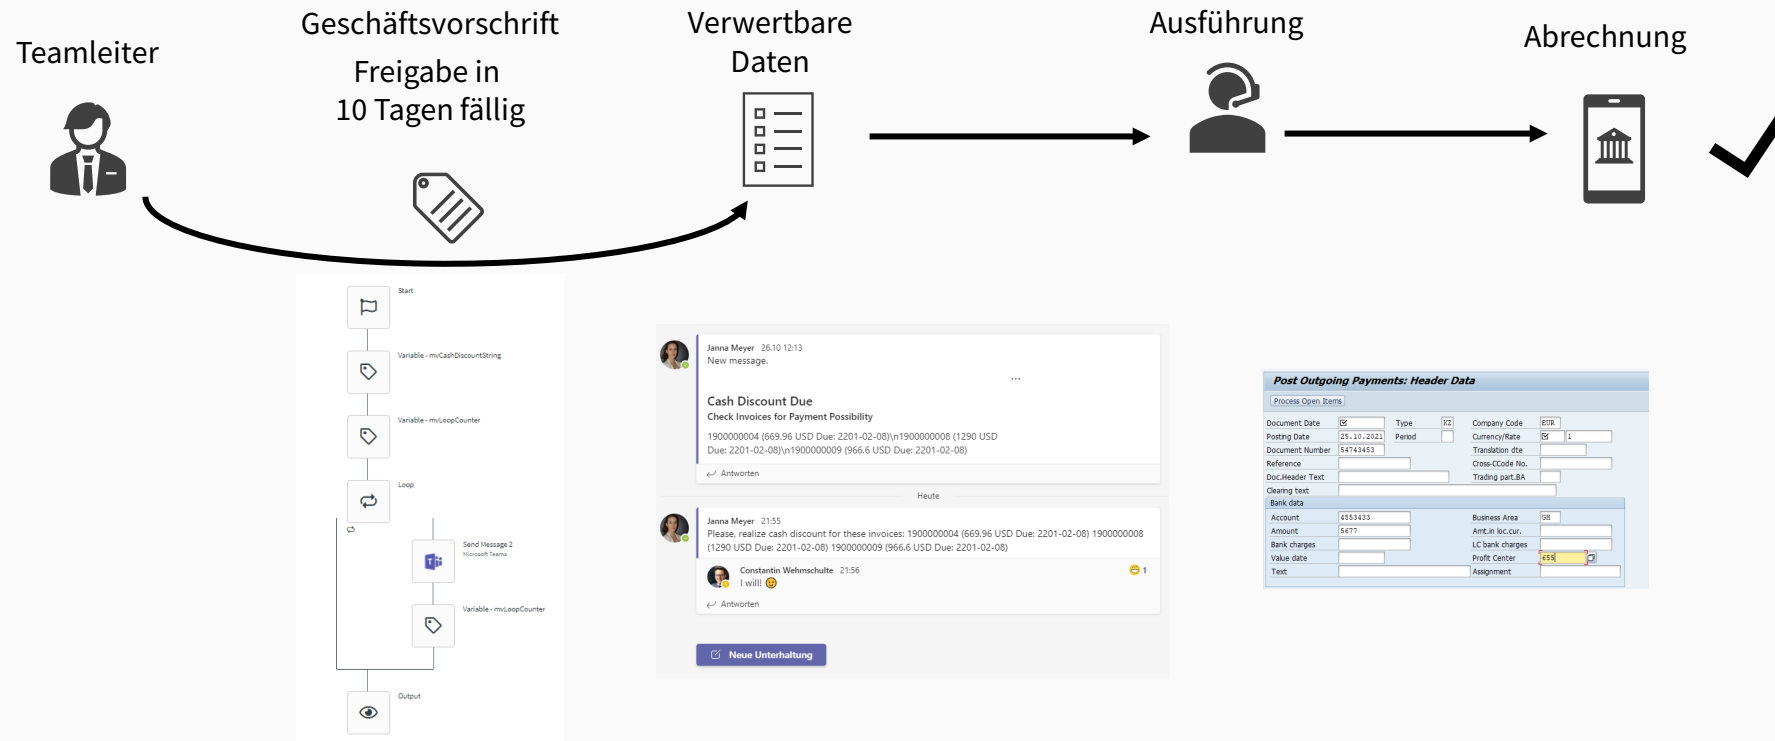 Teamleiter
Geschäftsvorschrift
Freigabe in
10 Tagen fällig
Verwertbare
Daten
Ausführung
Abrechnung
Start
Variable - mvCashDiscountString
Variable - mvLoopCounter
Loop
Send Message 2
Microsoft Teams
Variable - mvLoopCounter
Output
Janna Meyer 26.10 12:13
New message.
...
Cash Discount Due
Check Invoices for Payment Possibility
1900000004 (669.96 USD Due: 2201-02-08)\n1900000008 (1290 USD
Due: 2201-02-08)\n1900000009 (966.6 USD Due: 2201-02-08)
Antworten
Heute
Janna Meyer 21:55
Please, realize cash discount for these invoices: 1900000004 (669.96 USD Due: 2201-02-08) 1900000008
(1290 USD Due: 2201-02-08) 1900000009 (966.6 USD Due: 2201-02-08)
Constantin Wehmschulte 21:56
1
I will!
Antworten
Neue Unterhaltung
Post Outgoing Payments: Header Data
Process Open Items
Document Date Type KZ Company Code EUR
Posting Date 25.10.2021 Period Currency/Rate 1
Document Number 54743453 Translation dte
Reference Cross-CCode No.
Doc.Header Text Trading part.BA
Clearing text
Bank data
Account 4553433 Business Area GH
Amount 5677 Amt.in loc.cur.
Bank charges LC bank charges
Value date Profit Center 655
Text Assignment